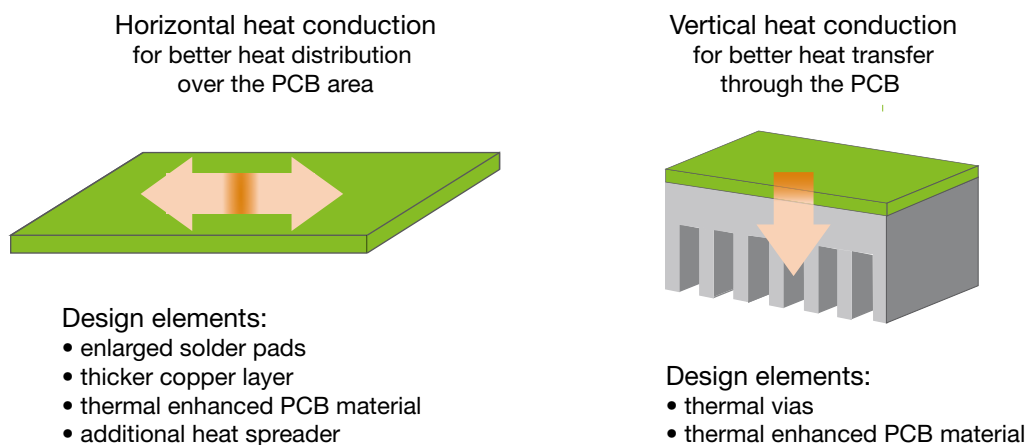 Horizontal heat conduction
for better heat distribution
over the PCB area
Design elements:
• enlarged solder pads
• thicker copper layer
• thermal enhanced PCB material
• additional heat spreader
Vertical heat conduction
for better heat transfer
through the PCB
Design elements:
• thermal vias
• thermal enhanced PCB material